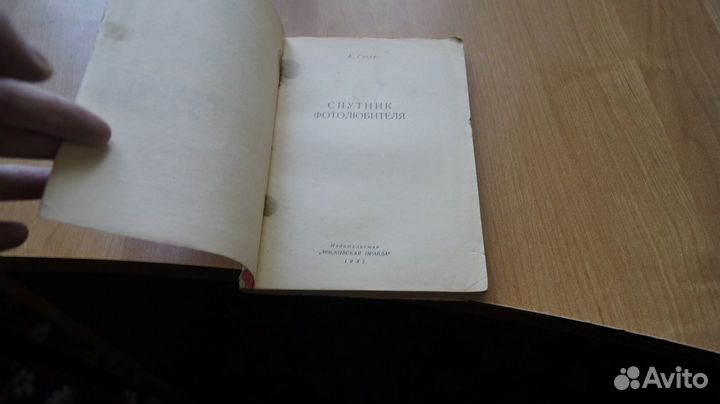 СПУТНИК
ФОТОЛЮБИТЕЛЯ
Издательство
„МОСКОВСКАЯ ПРАВДА"
Avito